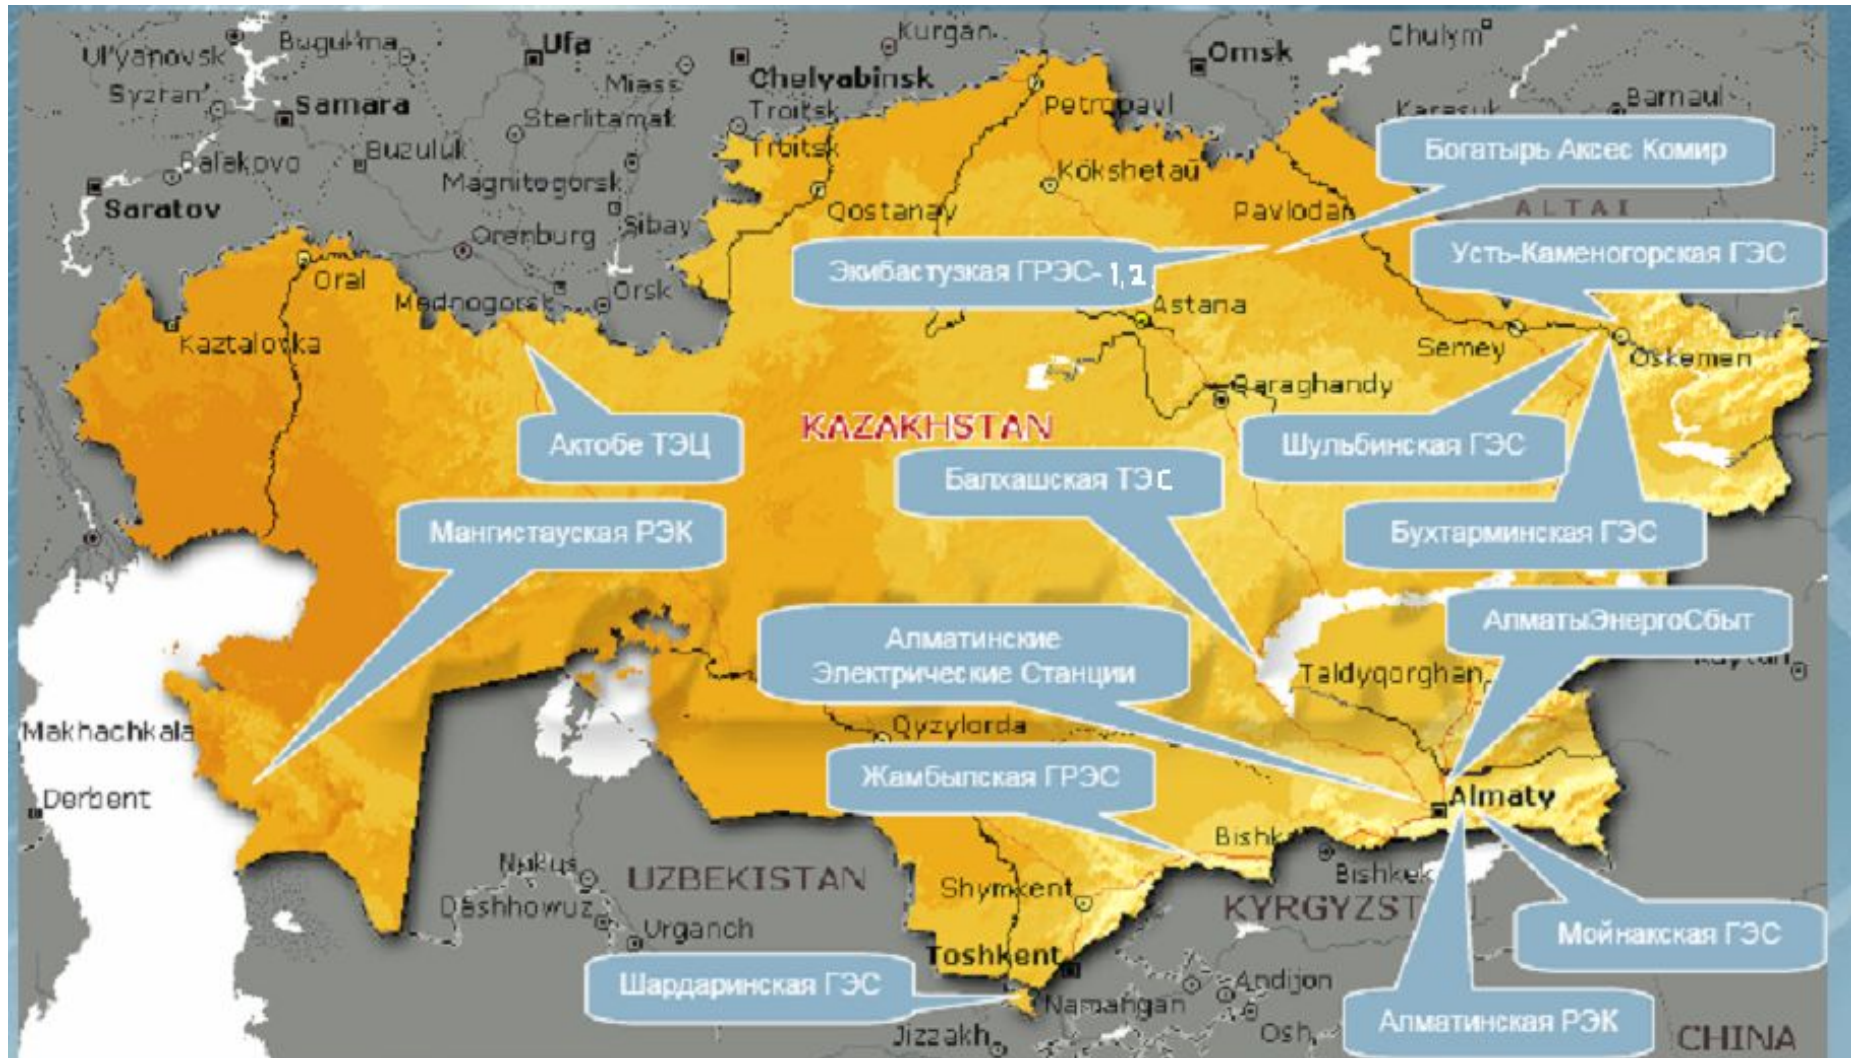 Ul'yanovsk
Bugul'ma
Ufa
Kurgan
Omsk
Chulym
Syzran'
Samara
Miass
Chelyabinsk
Troitsk
Petropavl
Karasuk
Barnaul
Sterlitamak
Balakovo
Buzuluk
Magnitogorsk
Troitsk
Kökshetaü
Богатырь Аксес Комир
Saratov
Sibay
Qostanay
Pavlodar
ALTAI
Orenburg
Oral
Mednogorsk
Orsk
Экибастузкая ГРЭС- 1,2
Усть-Каменогорская ГЭС
Astana
Kaztalovka
Semey
Oskemen
Qaraghandy
KAZAKHSTAN
Актобе ТЭЦ
Шульбинская ГЭС
Балхашская ТЭС
Мангистауская РЭК
Бухтарминская ГЭС
АлматыЭнергоСбыт
Алматинские
Электрические Станции
Taldyqorghan
Makhachkala
Qyzylorda
Жамбылская ГРЭС
Derbent
Almaty
Nukus
UZBEKISTAN
Bishkek
Shymkent
Dashhowuz
KYRGYZSTAN
Urganch
Мойнакская ГЭС
Toshkent
Шардаринская ГЭС
Namangan
Andijon
Jizzakh
Osh
Алматинская РЭК
CHINA